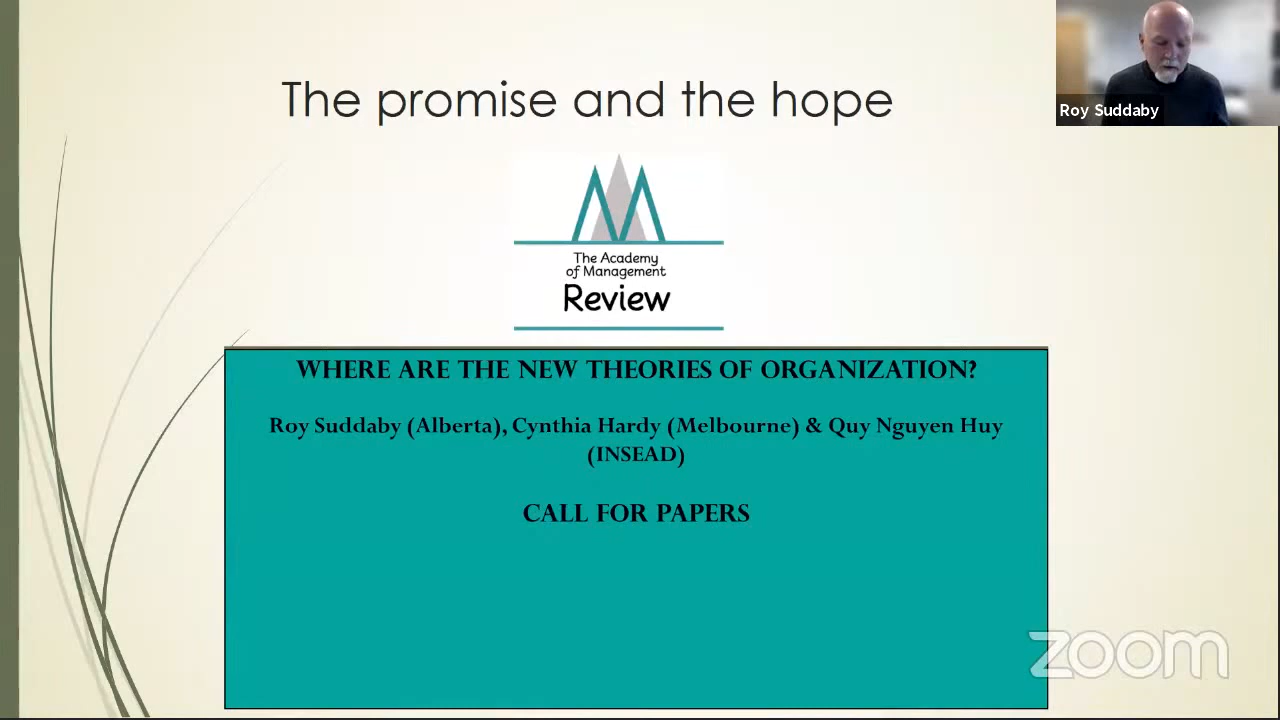 The promise and the hope
Roy Suddaby
The Academy
of Management
Review
WHERE ARE THE NEW THEORIES OF ORGANIZATION?
Roy Suddaby (Alberta), Cynthia Hardy (Melbourne) & Quy Nguyen Huy
(INSEAD)
CALL FOR PAPERS
zoom